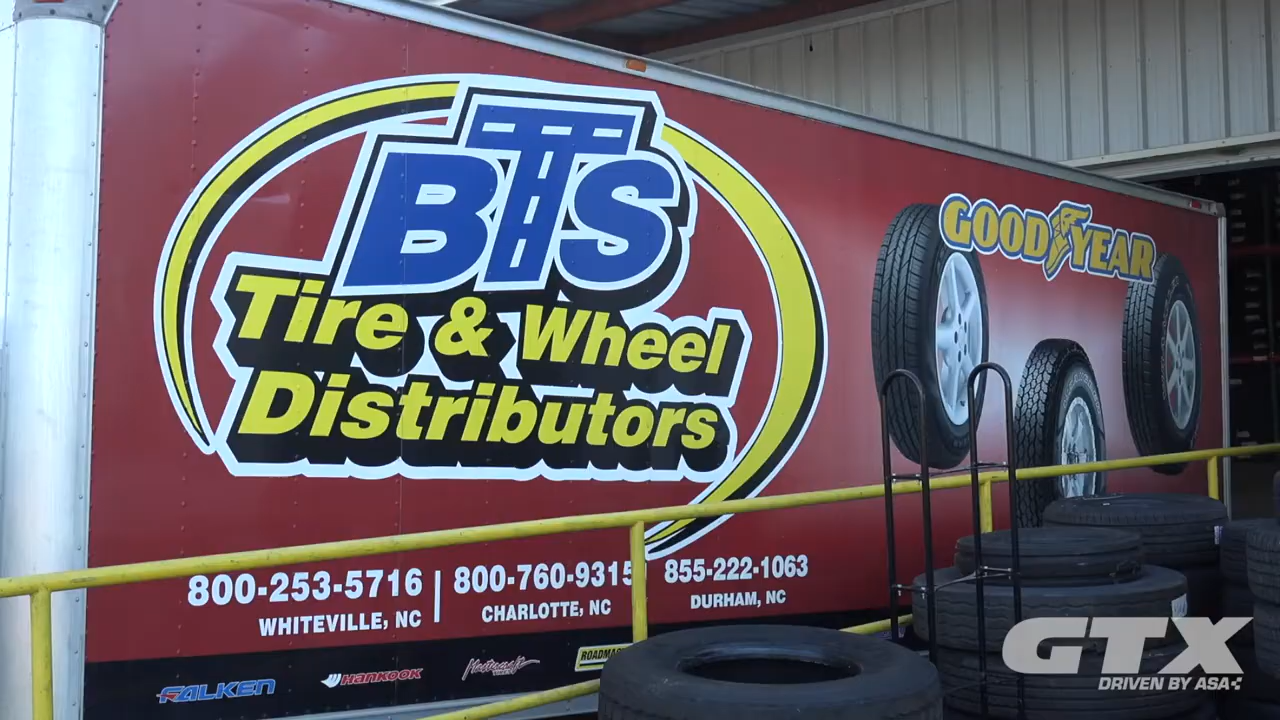 BTS
Tire & Wheel
Distributors
GOODYEAR
800-253-5716 | 800-760-9315 855-222-1063
WHITEVILLE, NC CHARLOTTE, NC DURHAM, NC
FALKEN HANKOOK Mastercraft
GTX
DRIVEN BY ASA